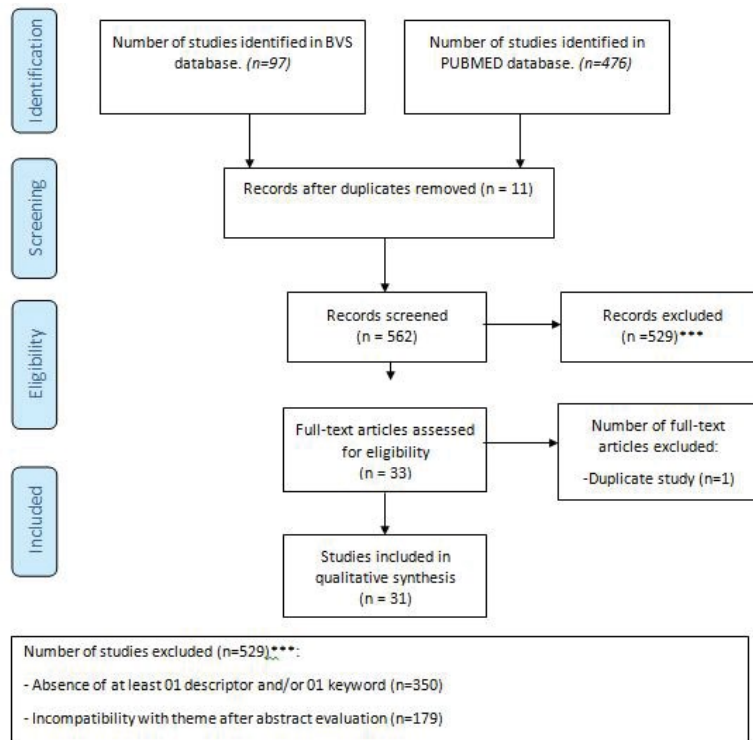 Identification
Number of studies identified in BVS
database. (n=97)
Number of studies identified in
PUBMED database. (n=476)
Screening
Records after duplicates removed (n = 11)
Eligibility
Records screened
(n = 562)
Records excluded
(n =529)***
Full-text articles assessed
for eligibility
(n = 33)
Number of full-text
articles excluded:
-Duplicate study (n=1)
Included
Studies included in
qualitative synthesis
(n = 31)
Number of studies excluded (n=529)***:
- Absence of at least 01 descriptor and/or 01 keyword (n=350)
- Incompatibility with theme after abstract evaluation (n=179)